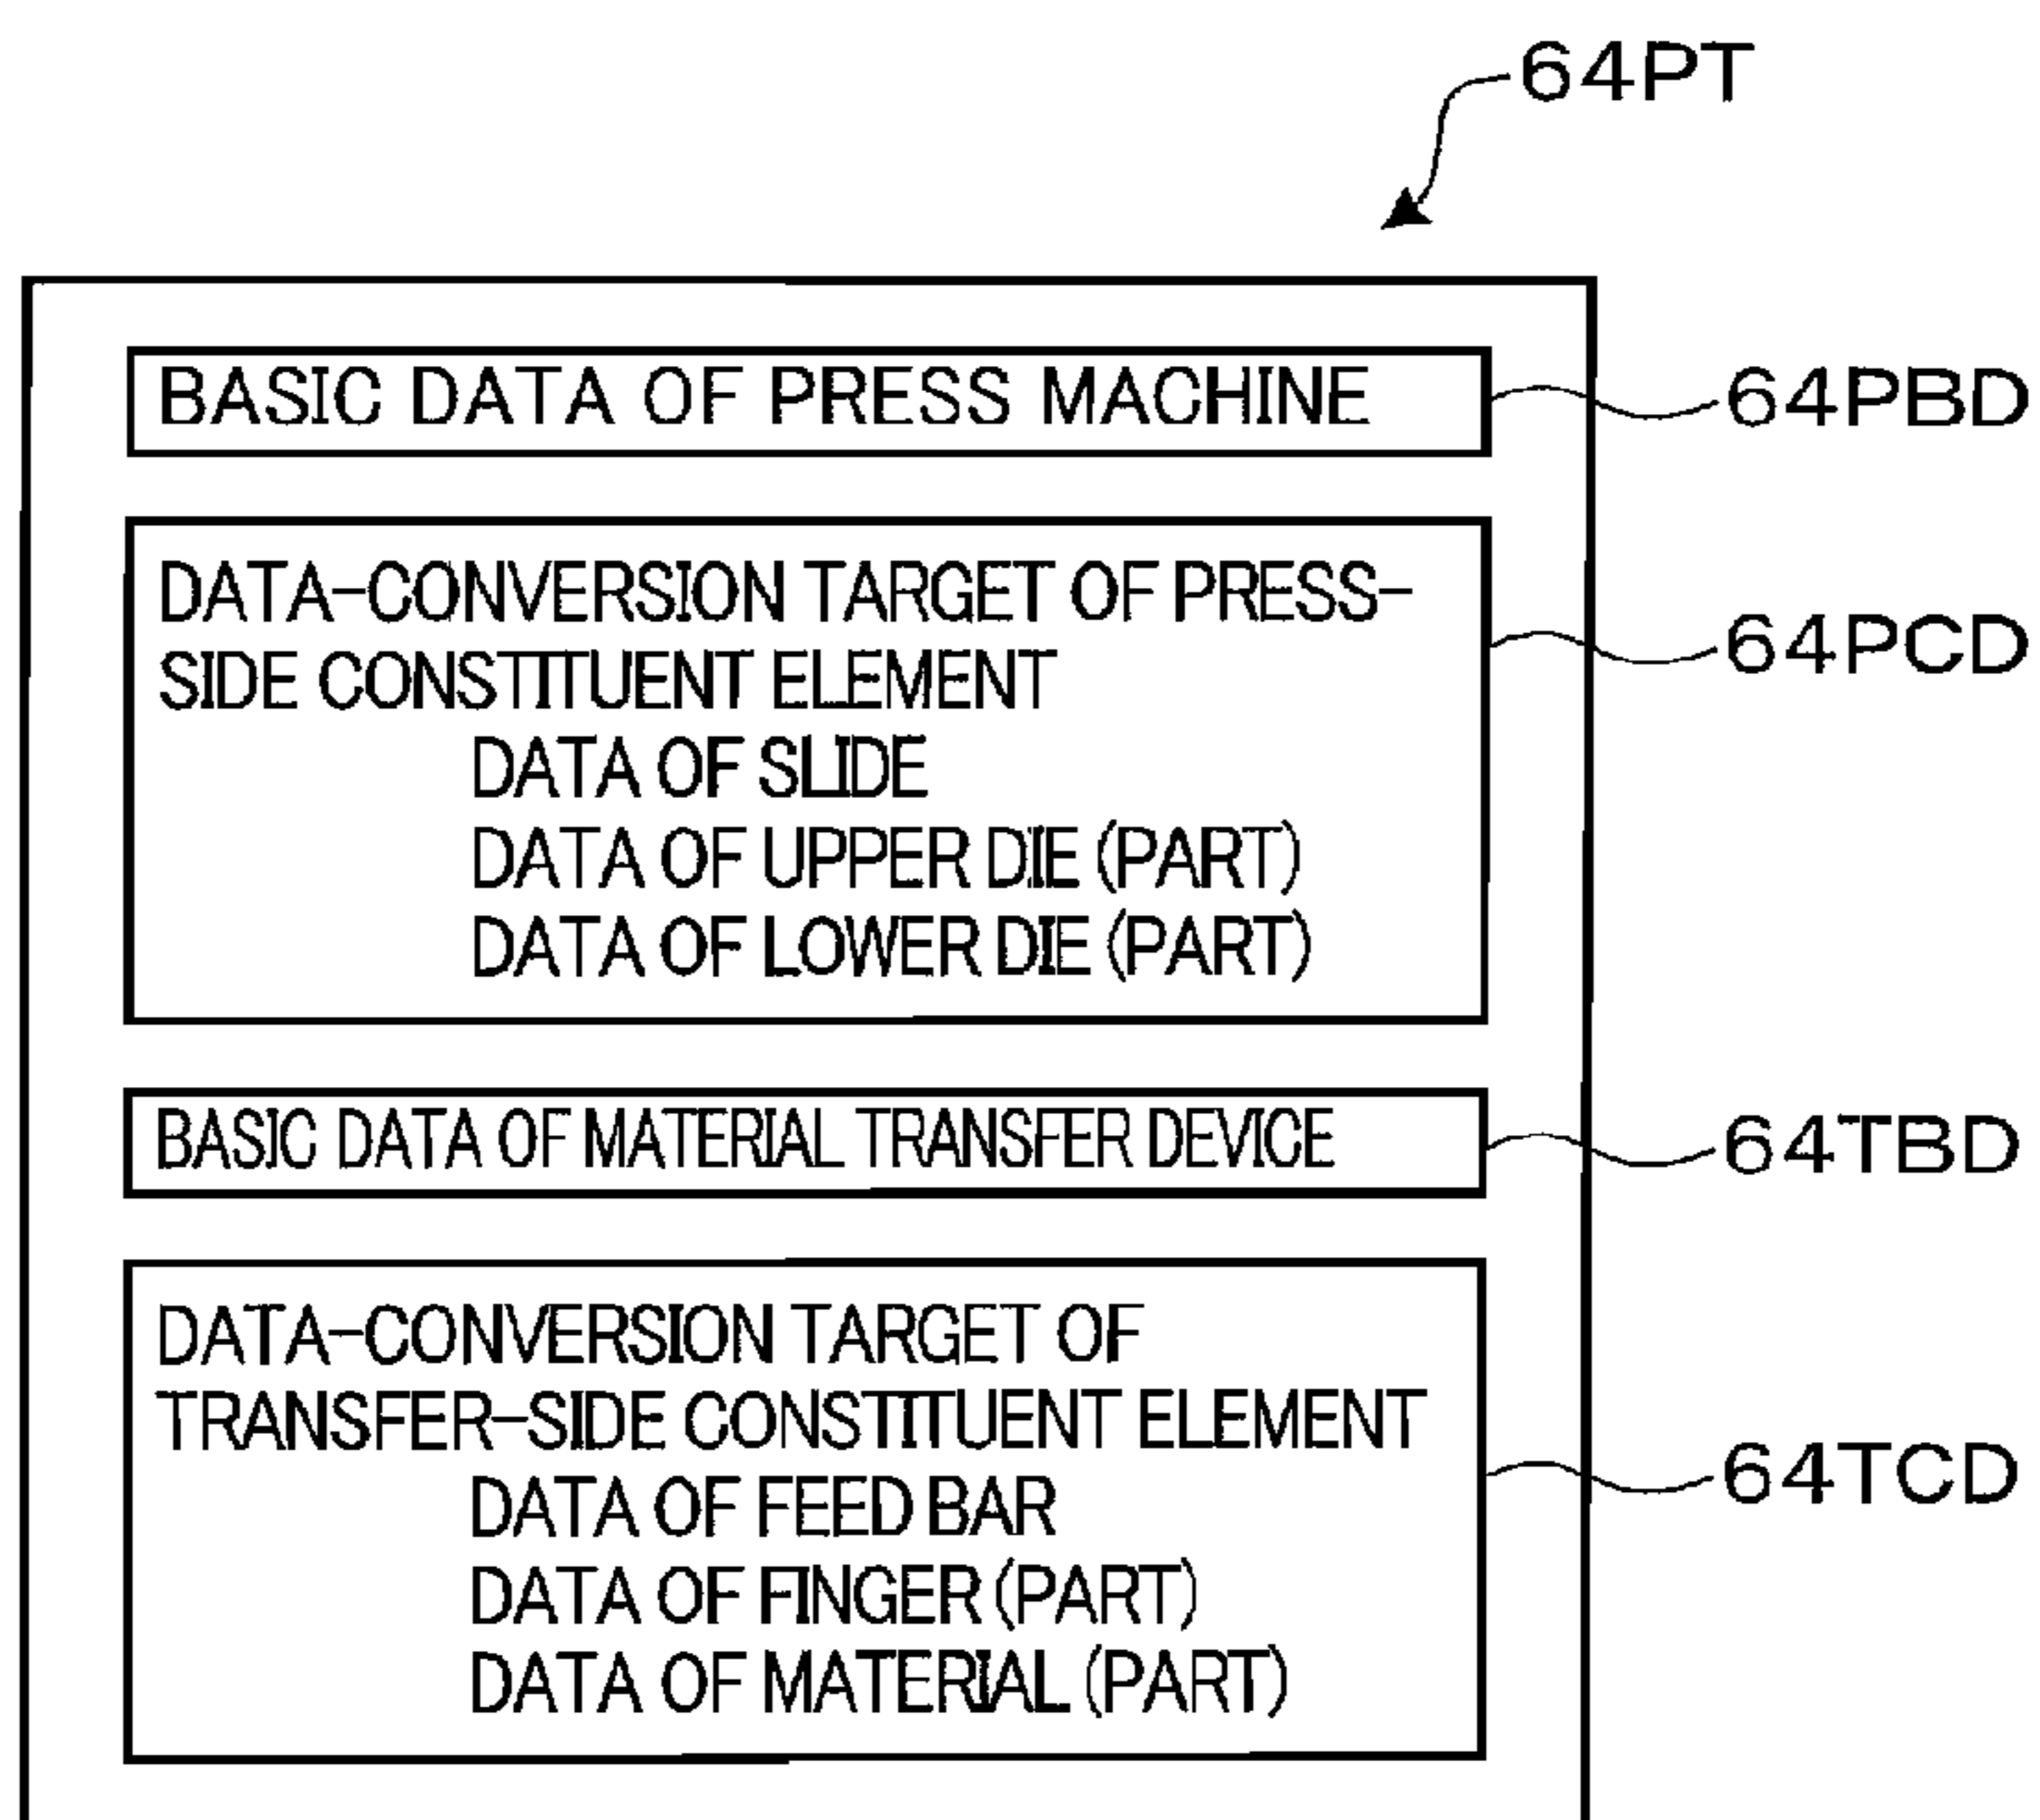 64PT
BASIC DATA OF PRESS MACHINE
64PBD
DATA-CONVERSION TARGET OF PRESS-
SIDE CONSTITUENT ELEMENT
DATA OF SLIDE
DATA OF UPPER DIE (PART)
DATA OF LOWER DIE (PART)
64PCD
BASIC DATA OF MATERIAL TRANSFER DEVICE
64TBD
DATA-CONVERSION TARGET OF
TRANSFER-SIDE CONSTITUENT ELEMENT
DATA OF FEED BAR
DATA OF FINGER (PART)
DATA OF MATERIAL (PART)
64TCD